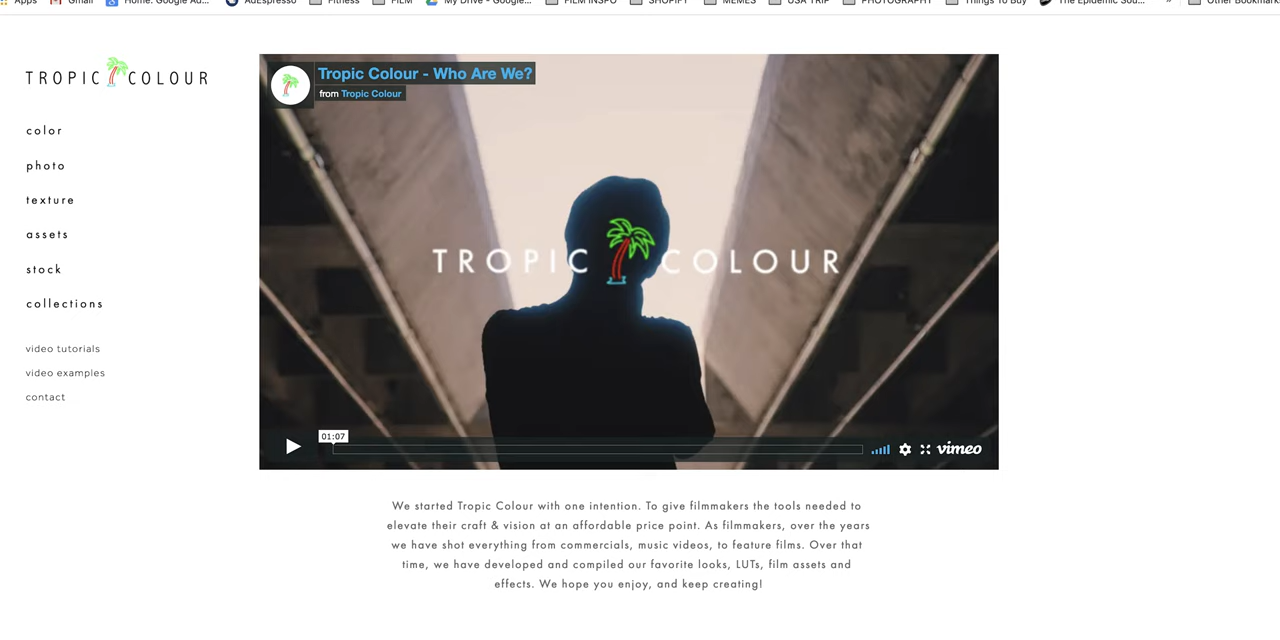 Apps Gmail Home: Google Ad... AdEspresso Fitness FILM My Drive - Google... FILM INSPO SHOPIFY MEMES USA TRIP PHOTOGRAPHY Things To Buy The Epidemic Sou... » Other Bookmarks
TROPIC COLOUR
color
photo
texture
assets
stock
collections
video tutorials
video examples
contact
Tropic Colour - Who Are We?
from Tropic Colour
TROPIC COLOUR
01:07
vimeo
We started Tropic Colour with one intention. To give filmmakers the tools needed to
elevate their craft & vision at an affordable price point. As filmmakers, over the years
we have shot everything from commercials, music videos, to feature films. Over that
time, we have developed and compiled our favorite looks, LUTs, film assets and
effects. We hope you enjoy, and keep creating!